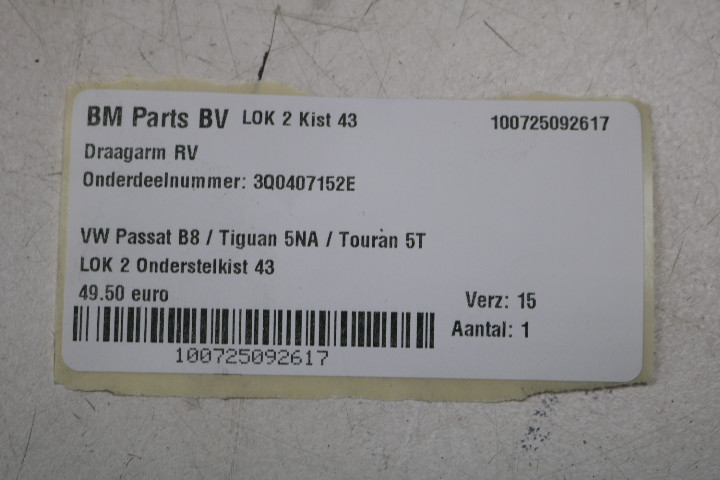 BM Parts BV LOK 2 Kist 43 100725092617
Draagarm RV
Onderdeelnummer: 3Q0407152E
VW Passat B8 / Tiguan 5NA / Touran 5T
LOK 2 Onderstelkist 43
49.50 euro Verz: 15
Aantal: 1
100725092617